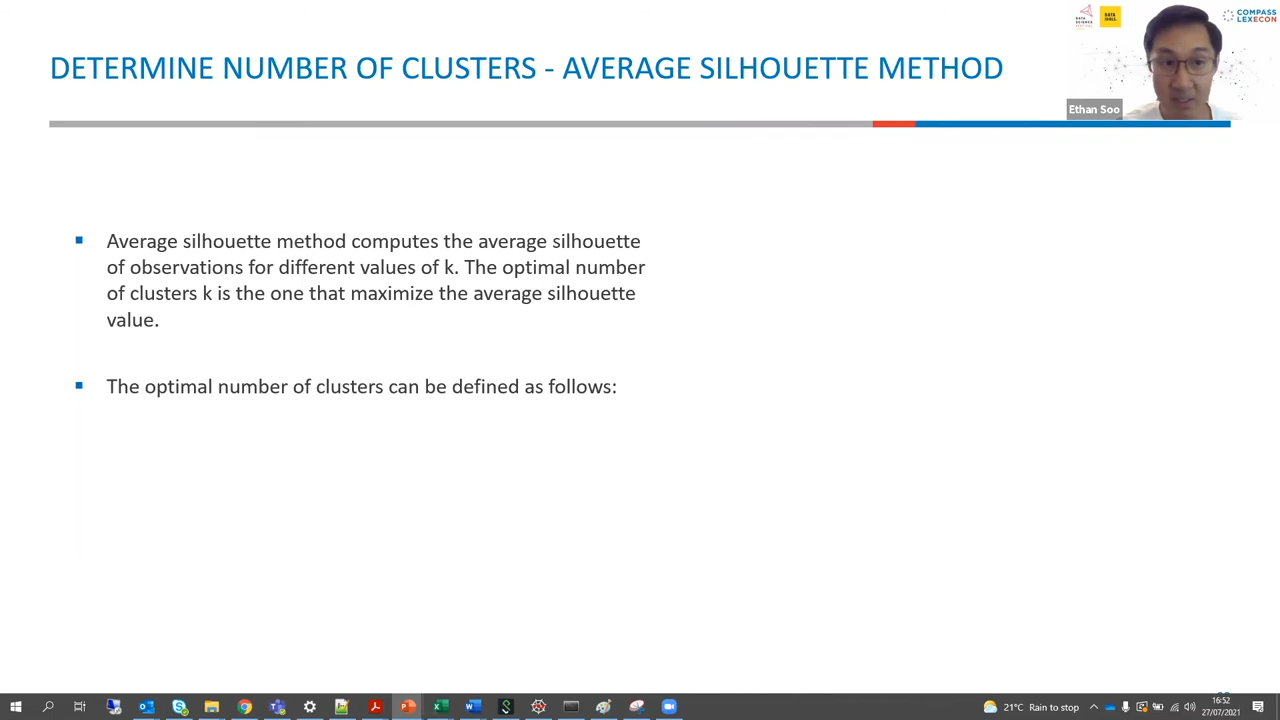 DETERMINE NUMBER OF CLUSTERS - AVERAGE SILHOUETTE METHOD
COMPASS
LEXECON
Ethan Soo
Average silhouette method computes the average silhouette
of observations for different values of k. The optimal number
of clusters k is the one that maximize the average silhouette
value.
The optimal number of clusters can be defined as follows:
21°C Rain to stop
16:52
27/07/2021